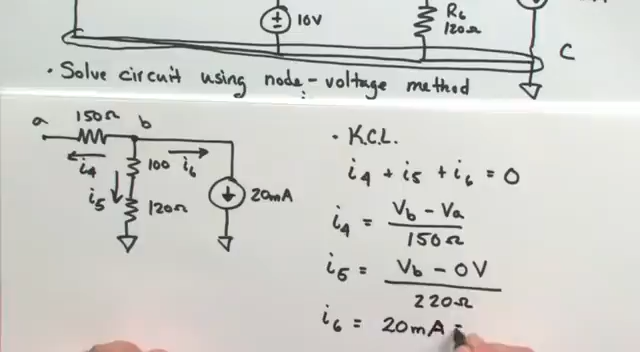 10V
R6
120Ω
C
• Solve circuit using node-voltage method
150Ω
a
b
i4
100
i6
i5
120Ω
20mA
• K.C.L.
i4 + i5 + i6 = 0
i4 = Vb - Va
150Ω
i5 = Vb - 0V
220Ω
i6 = 20mA =